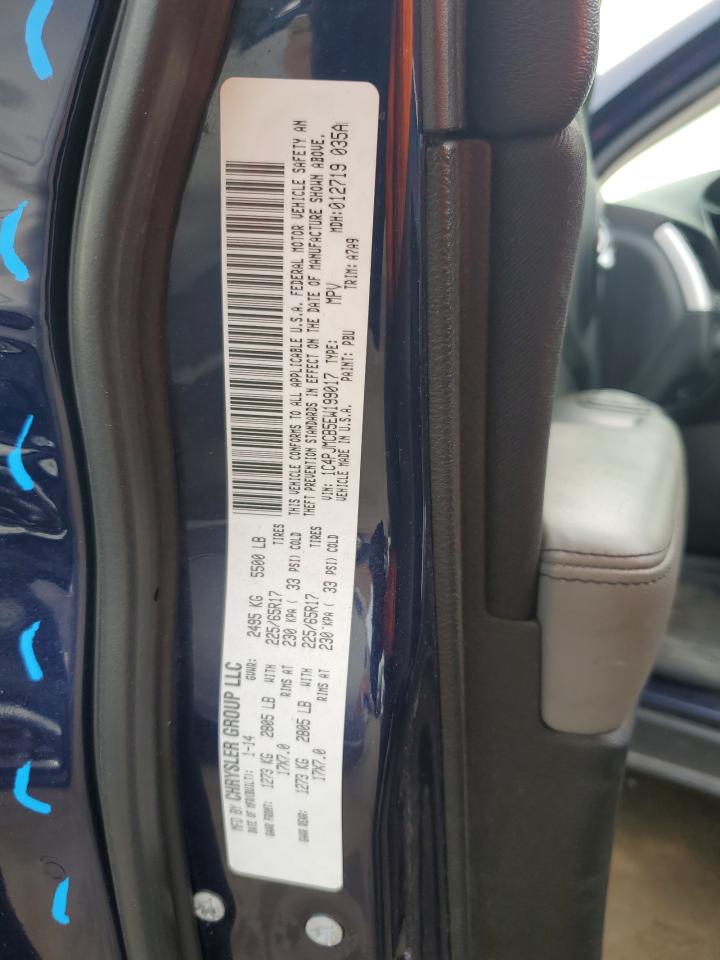 MFD BY CHRYSLER GROUP LLC
DATE OF MFR(BUILT): 1-14 GVWR: 2495 KG 5500 LB
GAWR FRONT: 1273 KG 2805 LB WITH 225/65R17 TIRES
17X7.0 RIMS AT 230 KPA ( 33 PSI) COLD
GAWR REAR: 1273 KG 2805 LB WITH 225/65R17 TIRES
17X7.0 RIMS AT 230 KPA ( 33 PSI) COLD
THIS VEHICLE CONFORMS TO ALL APPLICABLE U.S.A. FEDERAL MOTOR VEHICLE SAFETY AN
THEFT PREVENTION STANDARDS IN EFFECT ON THE DATE OF MANUFACTURE SHOWN ABOVE.
VIN: 1C4PJMCB5EW199017 TYPE: MPV MDH:012719 035A
VEHICLE MADE IN U.S.A. PAINT: PBU TRIM: A7A9